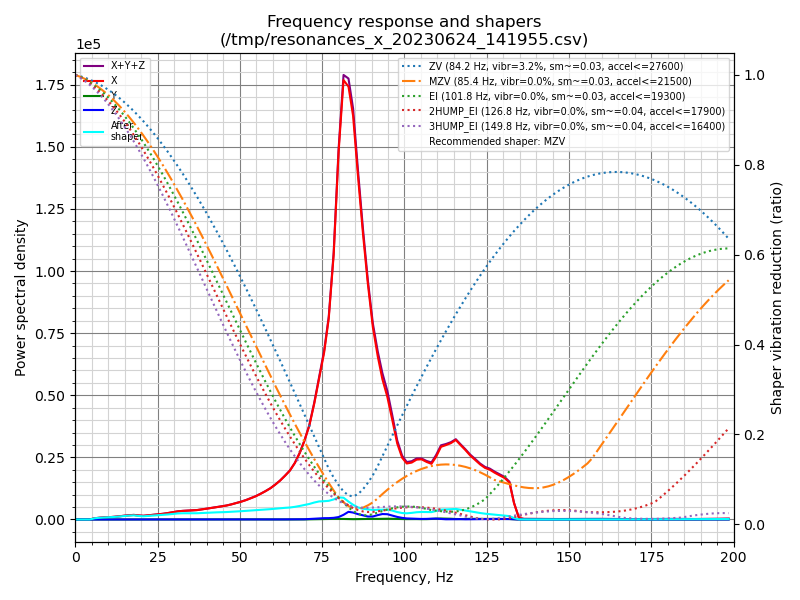 Frequency response and shapers
(/tmp/resonances_x_20230624_141955.csv)
1e5
X+Y+Z
X
Y
Z
After
shaper
ZV (84.2 Hz, vibr=3.2%, sm~=0.03, accel<=27600)
MZV (85.4 Hz, vibr=0.0%, sm~=0.03, accel<=21500)
EI (101.8 Hz, vibr=0.0%, sm~=0.03, accel<=19300)
2HUMP_EI (126.8 Hz, vibr=0.0%, sm~=0.04, accel<=17900)
3HUMP_EI (149.8 Hz, vibr=0.0%, sm~=0.04, accel<=16400)
Recommended shaper: MZV
Power spectral density
1.75
1.50
1.25
1.00
0.75
0.50
0.25
0.00
1.0
0.8
0.6
0.4
0.2
0.0
Shaper vibration reduction (ratio)
0 25 50 75 100 125 150 175 200
Frequency, Hz